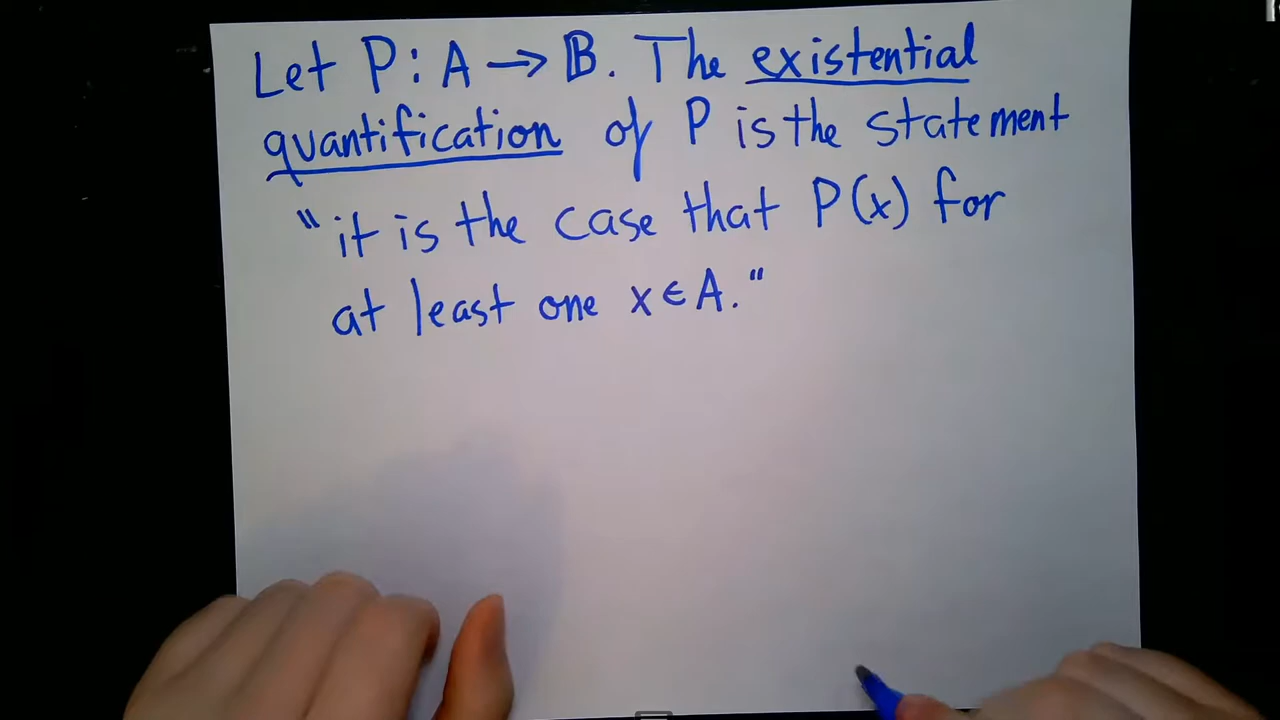 Let P: A → 𝔹. The existential
quantification of P is the statement
"it is the case that P(x) for
at least one x ∈ A."